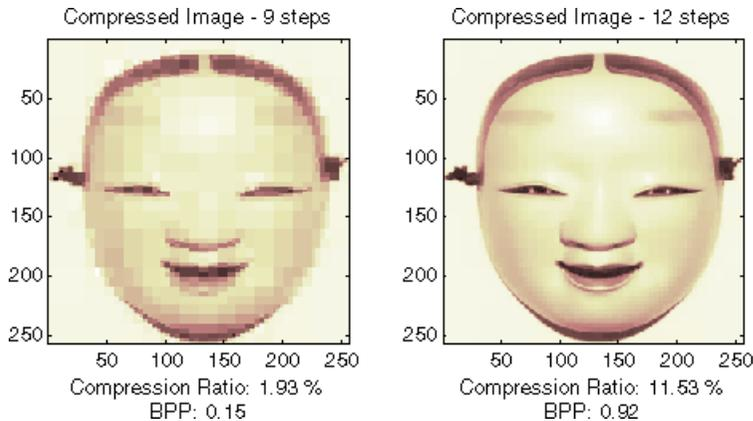 Compressed Image - 9 steps
50
100
150
200
250
50 100 150 200 250
Compression Ratio: 1.93 %
BPP: 0.15
Compressed Image - 12 steps
50
100
150
200
250
50 100 150 200 250
Compression Ratio: 11.53 %
BPP: 0.92